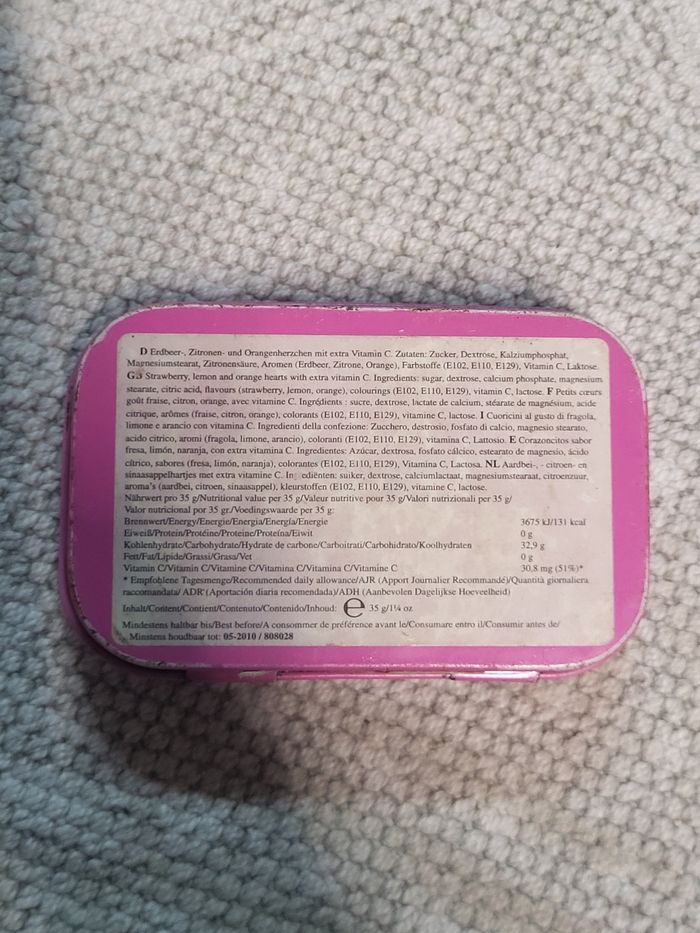 D Erdbeer-, Zitronen- und Orangenherzchen mit extra Vitamin C. Zutaten: Zucker, Dextrose, Kalziumphosphat,
Magnesiumstearat, Zitronensäure, Aromen (Erdbeer, Zitrone, Orange), Farbstoffe (E102, E110, E129), Vitamin C, Laktose.
GB Strawberry, lemon and orange hearts with extra vitamin C. Ingredients: sugar, dextrose, calcium phosphate, magnesium
stearate, citric acid, flavours (strawberry, lemon, orange), colourings (E102, E110, E129), vitamin C, lactose. F Petits cœurs
goût fraise, citron, orange, avec vitamine C. Ingrédients : sucre, dextrose, lactate de calcium, stéarate de magnésium, acide
citrique, arômes (fraise, citron, orange), colorants (E102, E110, E129), vitamine C, lactose. I Cuoricini al gusto di fragola,
limone e arancio con vitamina C. Ingredienti della confezione: Zucchero, destrosio, fosfato di calcio, magnesio stearato,
acido citrico, aromi (fragola, limone, arancio), coloranti (E102, E110, E129), vitamina C, Lattosio. E Corazoncitos sabor
fresa, limón, naranja, con extra vitamina C. Ingredientes: Azúcar, dextrosa, fosfato cálcico, estearato de magnesio, ácido
cítrico, sabores (fresa, limón, naranja), colorantes (E102, E110, E129), Vitamina C, Lactosa. NL Aardbei-, - citroen- en
sinaasappelhartjes met extra vitamine C. Ingrediënten: suiker, dextrose, calciumlactaat, magnesiumstearaat, citroenzuur,
aroma's (aardbei, citroen, sinaasappel), kleurstoffen (E102, E110, E129), vitamine C, lactose.
Nährwert pro 35 g/Nutritional value per 35 g/Valeur nutritive pour 35 g/Valori nutrizionali per 35 g/
Valor nutricional por 35 gr./Voedingswaarde per 35 g:
Brennwert/Energy/Energie/Energia/Energía/Energie 3675 kJ/131 kcal
Eiweiß/Protein/Protéine/Proteine/Proteína/Eiwit 0 g
Kohlenhydrate/Carbohydrate/Hydrate de carbone/Carboitrati/Carbohidrato/Koolhydraten 32,9 g
Fett/Fat/Lipide/Grassi/Grasa/Vet 0 g
Vitamin C/Vitamin C/Vitamine C/Vitamina C/Vitamina C/Vitamine C 30,8 mg (51%)*
* Empfohlene Tagesmenge/Recommended daily allowance/AJR (Apport Journalier Recommandé)/Quantità giornaliera
raccomandata/ ADR (Aportación diaria recomendada)/ADH (Aanbevolen Dagelijkse Hoeveelheid)
Inhalt/Content/Contient/Contenuto/Contenido/Inhoud: ℮ 35 g/1¼ oz
Mindestens haltbar bis/Best before/A consommer de préférence avant le/Consumare entro il/Consumir antes de/
Minstens houdbaar tot: 05-2010 / 808028